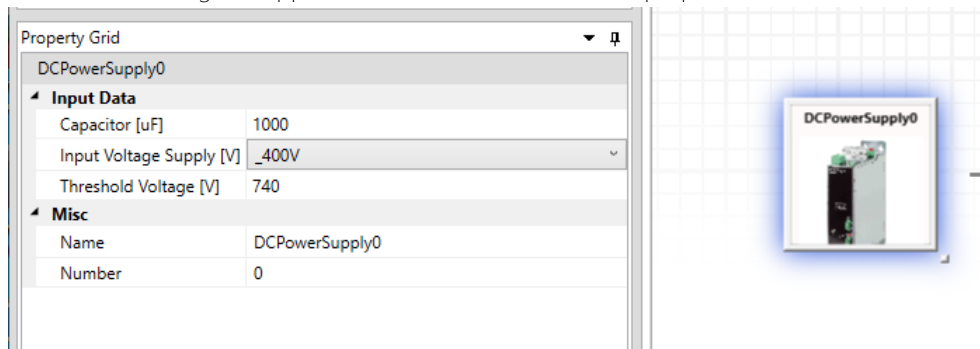 Property Grid
DCPowerSupply0
Input Data
Capacitor [uF] 1000
Input Voltage Supply [V] _400V
Threshold Voltage [V] 740
Misc
Name DCPowerSupply0
Number 0
DCPowerSupply0